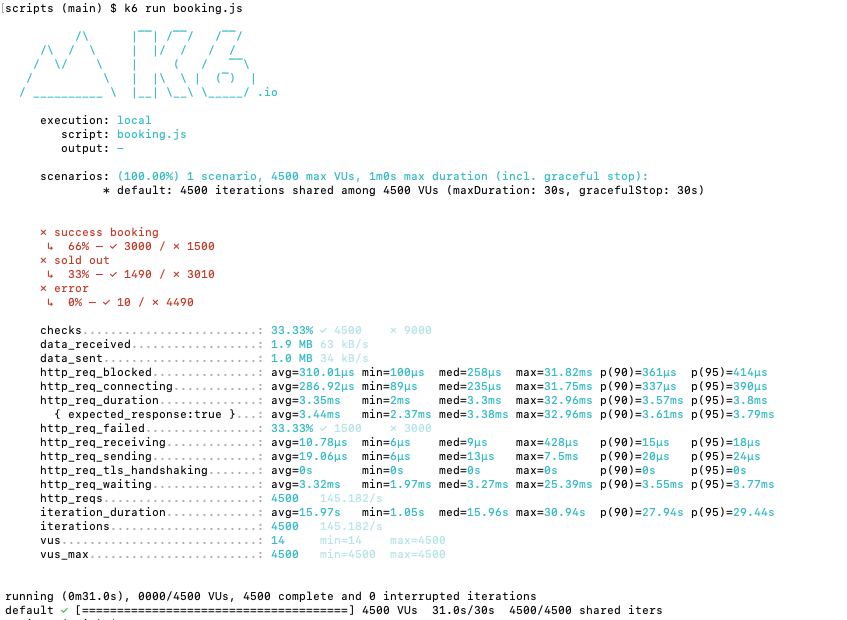 [scripts (main) $ k6 run booking.js
.io
execution: local
script: booking.js
output: –
scenarios: (100.00%) 1 scenario, 4500 max VUs, 1m0s max duration (incl. graceful stop):
* default: 4500 iterations shared among 4500 VUs (maxDuration: 30s, gracefulStop: 30s)
✗ success booking
↳  66% — ✓ 3000 / ✗ 1500
✗ sold out
↳  33% — ✓ 1490 / ✗ 3010
✗ error
↳  0% — ✓ 10 / ✗ 4490
checks.........................: 33.33% ✓ 4500    ✗ 9000
data_received..................: 1.9 MB 63 kB/s
data_sent......................: 1.0 MB 34 kB/s
http_req_blocked...............: avg=310.01µs min=100µs  med=258µs  max=31.82ms p(90)=361µs  p(95)=414µs
http_req_connecting............: avg=286.92µs min=89µs   med=235µs  max=31.75ms p(90)=337µs  p(95)=390µs
http_req_duration..............: avg=3.35ms   min=2ms    med=3.3ms  max=32.96ms p(90)=3.57ms p(95)=3.8ms
{ expected_response:true }...: avg=3.44ms   min=2.37ms med=3.38ms max=32.96ms p(90)=3.61ms p(95)=3.79ms
http_req_failed................: 33.33% ✓ 1500    ✗ 3000
http_req_receiving.............: avg=10.78µs  min=6µs    med=9µs    max=428µs   p(90)=15µs   p(95)=18µs
http_req_sending...............: avg=19.06µs  min=6µs    med=13µs   max=7.5ms   p(90)=20µs   p(95)=24µs
http_req_tls_handshaking.......: avg=0s       min=0s     med=0s     max=0s      p(90)=0s     p(95)=0s
http_req_waiting...............: avg=3.32ms   min=1.97ms med=3.27ms max=25.39ms p(90)=3.55ms p(95)=3.77ms
http_reqs......................: 4500   145.182/s
iteration_duration.............: avg=15.97s   min=1.05s  med=15.96s max=30.94s  p(90)=27.94s p(95)=29.44s
iterations.....................: 4500   145.182/s
vus............................: 14     min=14    max=4500
vus_max........................: 4500   min=4500  max=4500
running (0m31.0s), 0000/4500 VUs, 4500 complete and 0 interrupted iterations
default ✓ [======================================] 4500 VUs  31.0s/30s  4500/4500 shared iters